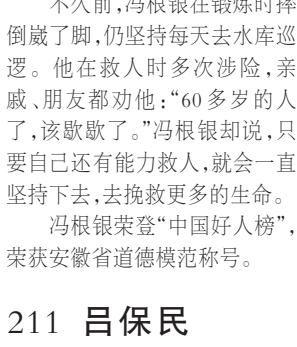 不久前,冯根银在锻炼时摔
倒崴了脚,仍坚持每天去水库巡
逻。他在救人时多次涉险,亲
戚、朋友都劝他:“60多岁的人
了,该歇歇了。”冯根银却说,只
要自己还有能力救人,就会一直
坚持下去,去挽救更多的生命。
冯根银荣登“中国好人榜”,
荣获安徽省道德模范称号。
211 吕保民